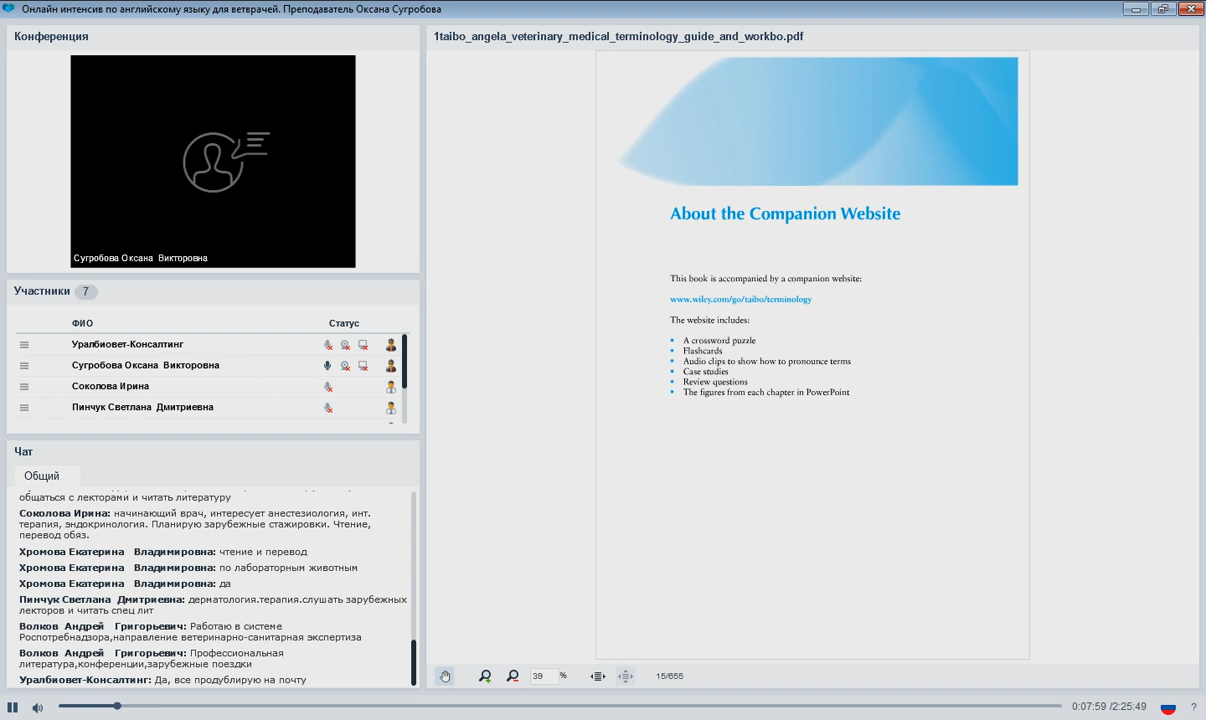 Онлайн интенсив по английскому языку для ветврачей. Преподаватель Оксана Сугробова
Конференция
Сугробова Оксана Викторовна
Участники 7
ФИО Статус
Уралбиовет-Консалтинг
Сугробова Оксана Викторовна
Соколова Ирина
Пинчук Светлана Дмитриевна
Чат
Общий
общаться с лекторами и читать литературу
Соколова Ирина: начинающий врач, интересует анестезиология, инт.
терапия, эндокринология. Планирую зарубежные стажировки. Чтение,
перевод обяз.
Хромова Екатерина Владимировна: чтение и перевод
Хромова Екатерина Владимировна: по лабораторным животным
Хромова Екатерина Владимировна: да
Пинчук Светлана Дмитриевна: дерматология.терапия.слушать зарубежных
лекторов и читать спец лит
Волков Андрей Григорьевич: Работаю в системе
Роспотребнадзора,направление ветеринарно-санитарная экспертиза
Волков Андрей Григорьевич: Профессиональная
литература,конференции,зарубежные поездки
Уралбиовет-Консалтинг: Да, все продублирую на почту
1taibo_angela_veterinary_medical_terminology_guide_and_workbo.pdf
About the Companion Website
This book is accompanied by a companion website:
www.wiley.com/go/taibo/terminology
The website includes:
• A crossword puzzle
• Flashcards
• Audio clips to show how to pronounce terms
• Case studies
• Review questions
• The figures from each chapter in PowerPoint
39 % 15/655
0:07:59 /2:25:49 ?